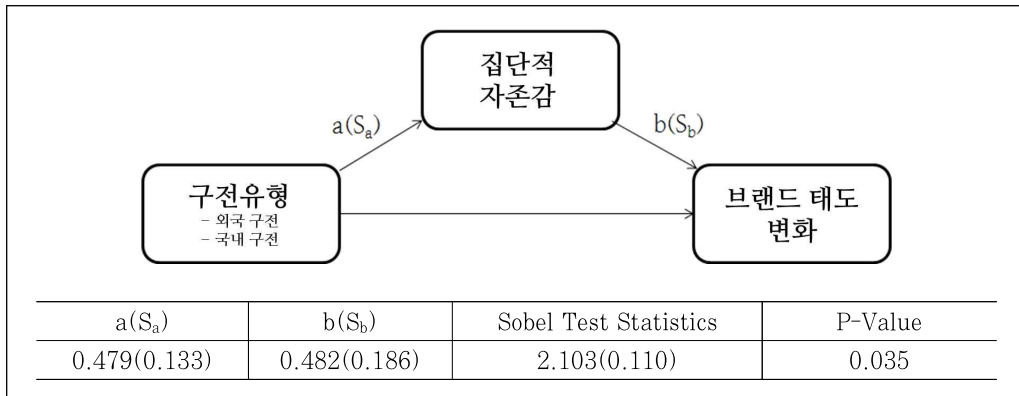 집단적
자존감
a(Sₐ)
b(S_b)
구전유형
- 외국 구전
- 국내 구전
브랜드 태도
변화
a(Sₐ) b(S_b) Sobel Test Statistics P-Value
0.479(0.133) 0.482(0.186) 2.103(0.110) 0.035